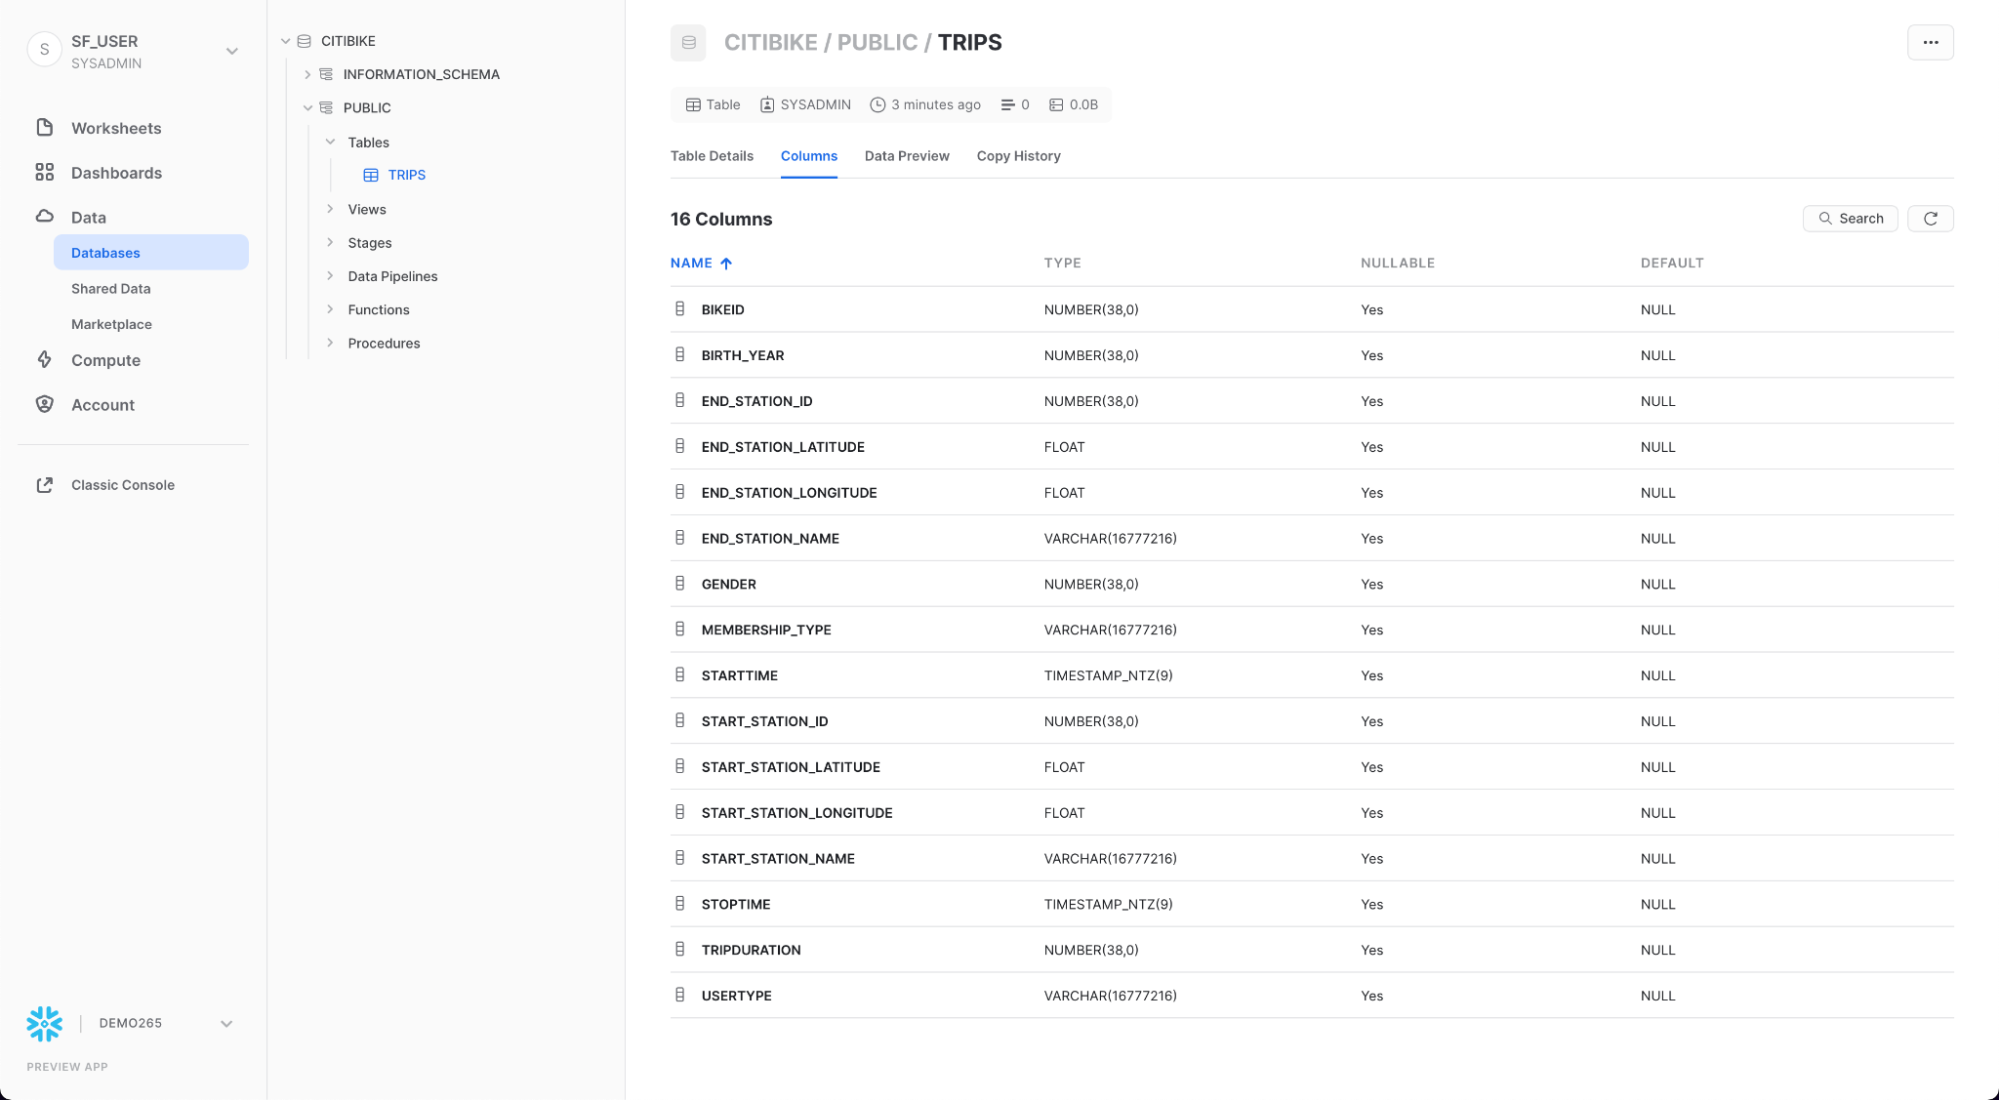 S
SF_USER
SYSADMIN
Worksheets
Dashboards
Data
Databases
Shared Data
Marketplace
Compute
Account
Classic Console
DEMO265
PREVIEW APP
CITIBIKE
INFORMATION_SCHEMA
PUBLIC
Tables
TRIPS
Views
Stages
Data Pipelines
Functions
Procedures
CITIBIKE / PUBLIC / TRIPS
Table SYSADMIN 3 minutes ago 0 0.0B
Table Details Columns Data Preview Copy History
16 Columns Search
NAME TYPE NULLABLE DEFAULT
BIKEID NUMBER(38,0) Yes NULL
BIRTH_YEAR NUMBER(38,0) Yes NULL
END_STATION_ID NUMBER(38,0) Yes NULL
END_STATION_LATITUDE FLOAT Yes NULL
END_STATION_LONGITUDE FLOAT Yes NULL
END_STATION_NAME VARCHAR(16777216) Yes NULL
GENDER NUMBER(38,0) Yes NULL
MEMBERSHIP_TYPE VARCHAR(16777216) Yes NULL
STARTTIME TIMESTAMP_NTZ(9) Yes NULL
START_STATION_ID NUMBER(38,0) Yes NULL
START_STATION_LATITUDE FLOAT Yes NULL
START_STATION_LONGITUDE FLOAT Yes NULL
START_STATION_NAME VARCHAR(16777216) Yes NULL
STOPTIME TIMESTAMP_NTZ(9) Yes NULL
TRIPDURATION NUMBER(38,0) Yes NULL
USERTYPE VARCHAR(16777216) Yes NULL